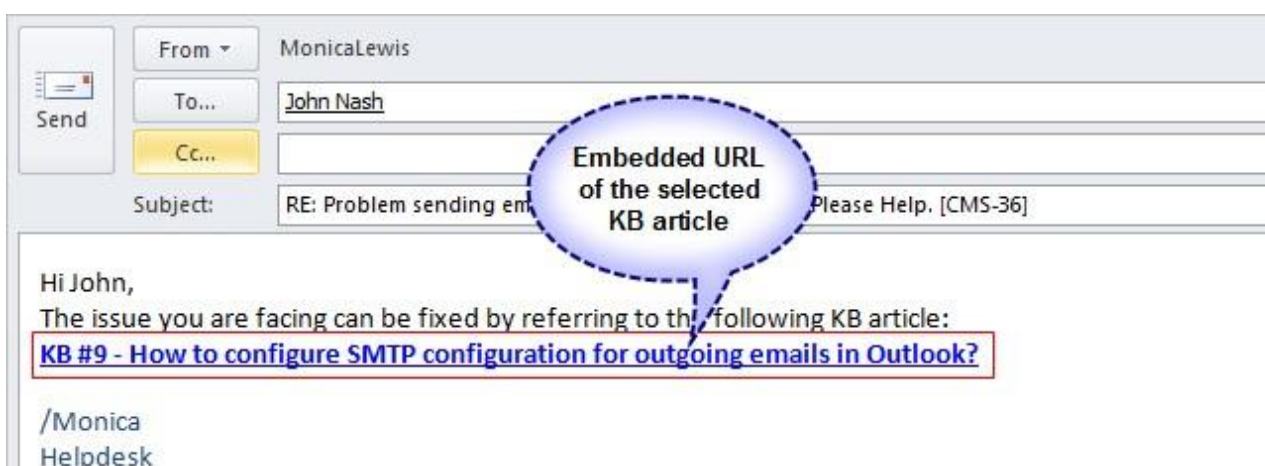 From
MonicaLewis
Send
To...
John Nash
Cc...
Subject:
RE: Problem sending em Please Help. [CMS-36]
Embedded URL
of the selected
KB article
Hi John,
The issue you are facing can be fixed by referring to th following KB article:
KB #9 - How to configure SMTP configuration for outgoing emails in Outlook?
/Monica
Helpdesk